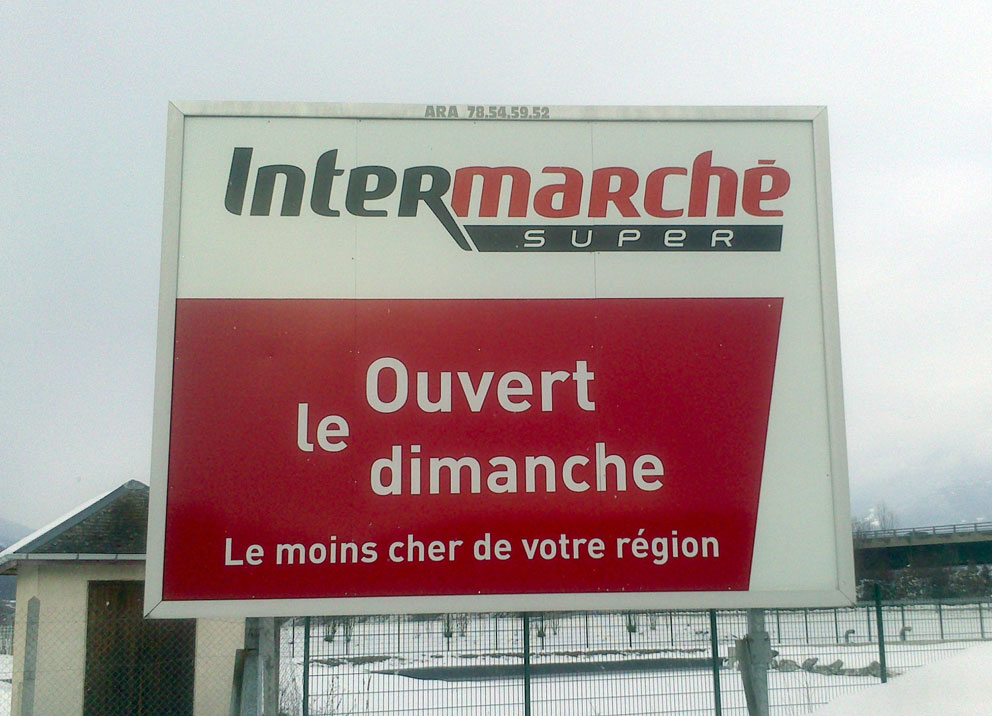 ARA 78.54.59.52
Intermarché
SUPER
Ouvert
le
dimanche
Le moins cher de votre région